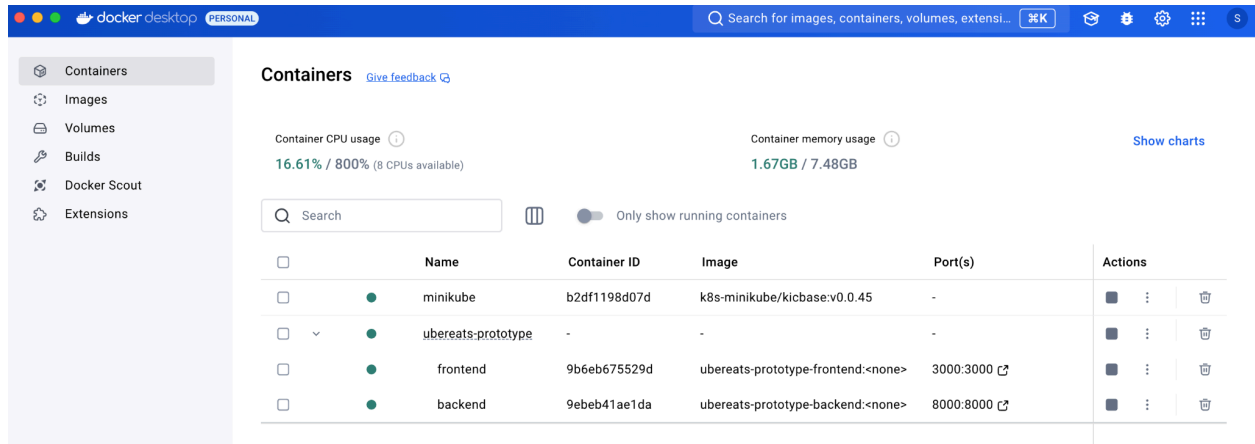 docker desktop PERSONAL
Search for images, containers, volumes, extensi... ⌘K
S
Containers
Images
Volumes
Builds
Docker Scout
Extensions
Containers Give feedback
Container CPU usage
16.61% / 800% (8 CPUs available)
Container memory usage
1.67GB / 7.48GB
Show charts
Search
Only show running containers
Name Container ID Image Port(s) Actions
minikube b2df1198d07d k8s-minikube/kicbase:v0.0.45 -
ubereats-prototype - - -
frontend 9b6eb675529d ubereats-prototype-frontend:<none> 3000:3000
backend 9ebeb41ae1da ubereats-prototype-backend:<none> 8000:8000